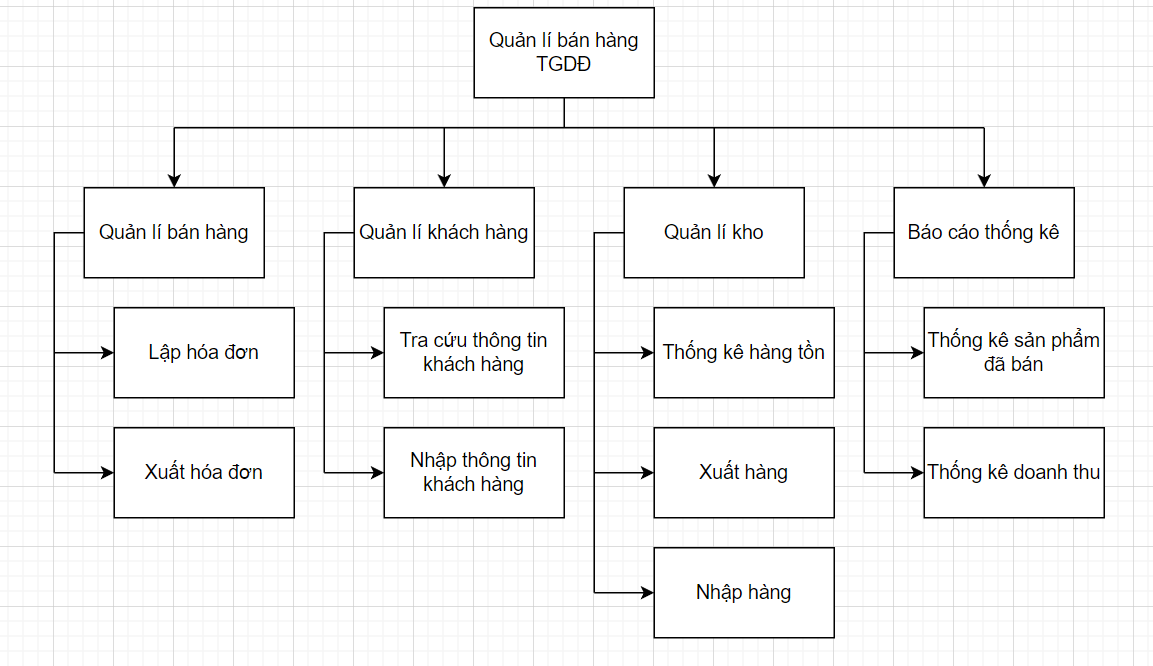 Quản lí bán hàng
TGDĐ
Quản lí bán hàng
Quản lí khách hàng
Quản lí kho
Báo cáo thống kê
Lập hóa đơn
Tra cứu thông tin
khách hàng
Thống kê hàng tồn
Thống kê sản phẩm
đã bán
Xuất hóa đơn
Nhập thông tin
khách hàng
Xuất hàng
Thống kê doanh thu
Nhập hàng